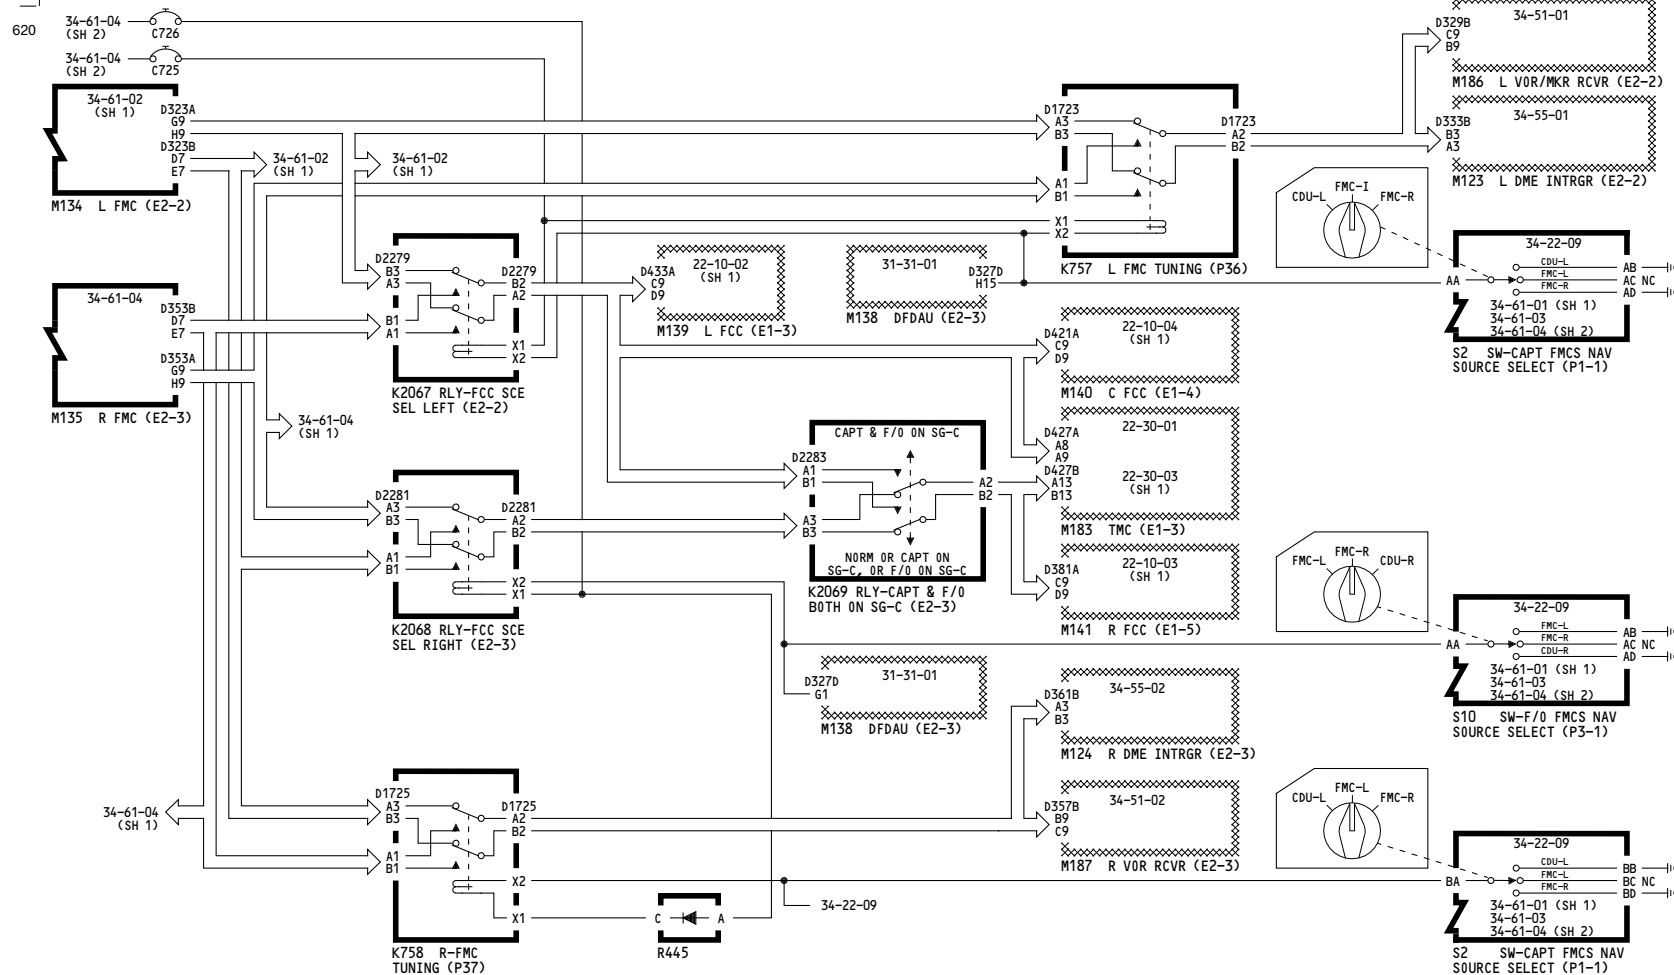 620
34-61-04
(SH 2)
C726
34-61-04
(SH 2)
C725
34-61-02
(SH 1)
D323A
G9
H9
D323B
D7
E7
M134 L FMC (E2-2)
34-61-02
(SH 1)
34-61-02
(SH 1)
D1723
A3
B3
A1
B1
X1
X2
D1723
A2
B2
K757 L FMC TUNING (P36)
D329B
C9
B9
34-51-01
M186 L VOR/MKR RCVR (E2-2)
D333B
B3
A3
34-55-01
M123 L DME INTRGR (E2-2)
CDU-L
FMC-I
FMC-R
34-22-09
CDU-L
FMC-L
FMC-R
AA
AB
AC NC
AD
34-61-01 (SH 1)
34-61-03
34-61-04 (SH 2)
S2 SW-CAPT FMCS NAV
SOURCE SELECT (P1-1)
34-61-04
D353B
D7
E7
D353A
G9
H9
M135 R FMC (E2-3)
D2279
B3
A3
B1
A1
D2279
B2
A2
X1
X2
K2067 RLY-FCC SCE
SEL LEFT (E2-2)
D433A
C9
D9
22-10-02
(SH 1)
M139 L FCC (E1-3)
31-31-01
D327D
H15
M138 DFDAU (E2-3)
D421A
C9
D9
22-10-04
(SH 1)
M140 C FCC (E1-4)
34-61-04
(SH 1)
CAPT & F/O ON SG-C
D2283
A1
B1
A3
B3
A2
B2
NORM OR CAPT ON
SG-C, OR F/O ON SG-C
K2069 RLY-CAPT & F/O
BOTH ON SG-C (E2-3)
D427A
A8
A9
D427B
A13
B13
22-30-01
22-30-03
(SH 1)
M183 TMC (E1-3)
D2281
A3
B3
A1
B1
D2281
A2
B2
X2
X1
K2068 RLY-FCC SCE
SEL RIGHT (E2-3)
D381A
C9
D9
22-10-03
(SH 1)
M141 R FCC (E1-5)
FMC-L
FMC-R
CDU-R
34-22-09
FMC-L
FMC-R
CDU-R
AA
AB
AC NC
AD
34-61-01 (SH 1)
34-61-03
34-61-04 (SH 2)
S10 SW-F/O FMCS NAV
SOURCE SELECT (P3-1)
D327D
G1
31-31-01
M138 DFDAU (E2-3)
D361B
A3
B3
34-55-02
M124 R DME INTRGR (E2-3)
34-61-04
(SH 1)
D1725
A3
B3
A1
B1
D1725
A2
B2
X2
X1
K758 R-FMC
TUNING (P37)
D357B
B9
C9
34-51-02
M187 R VOR RCVR (E2-3)
C
A
R445
34-22-09
CDU-L
FMC-L
FMC-R
34-22-09
CDU-L
FMC-L
FMC-R
BA
BB
BC NC
BD
34-61-01 (SH 1)
34-61-03
34-61-04 (SH 2)
S2 SW-CAPT FMCS NAV
SOURCE SELECT (P1-1)